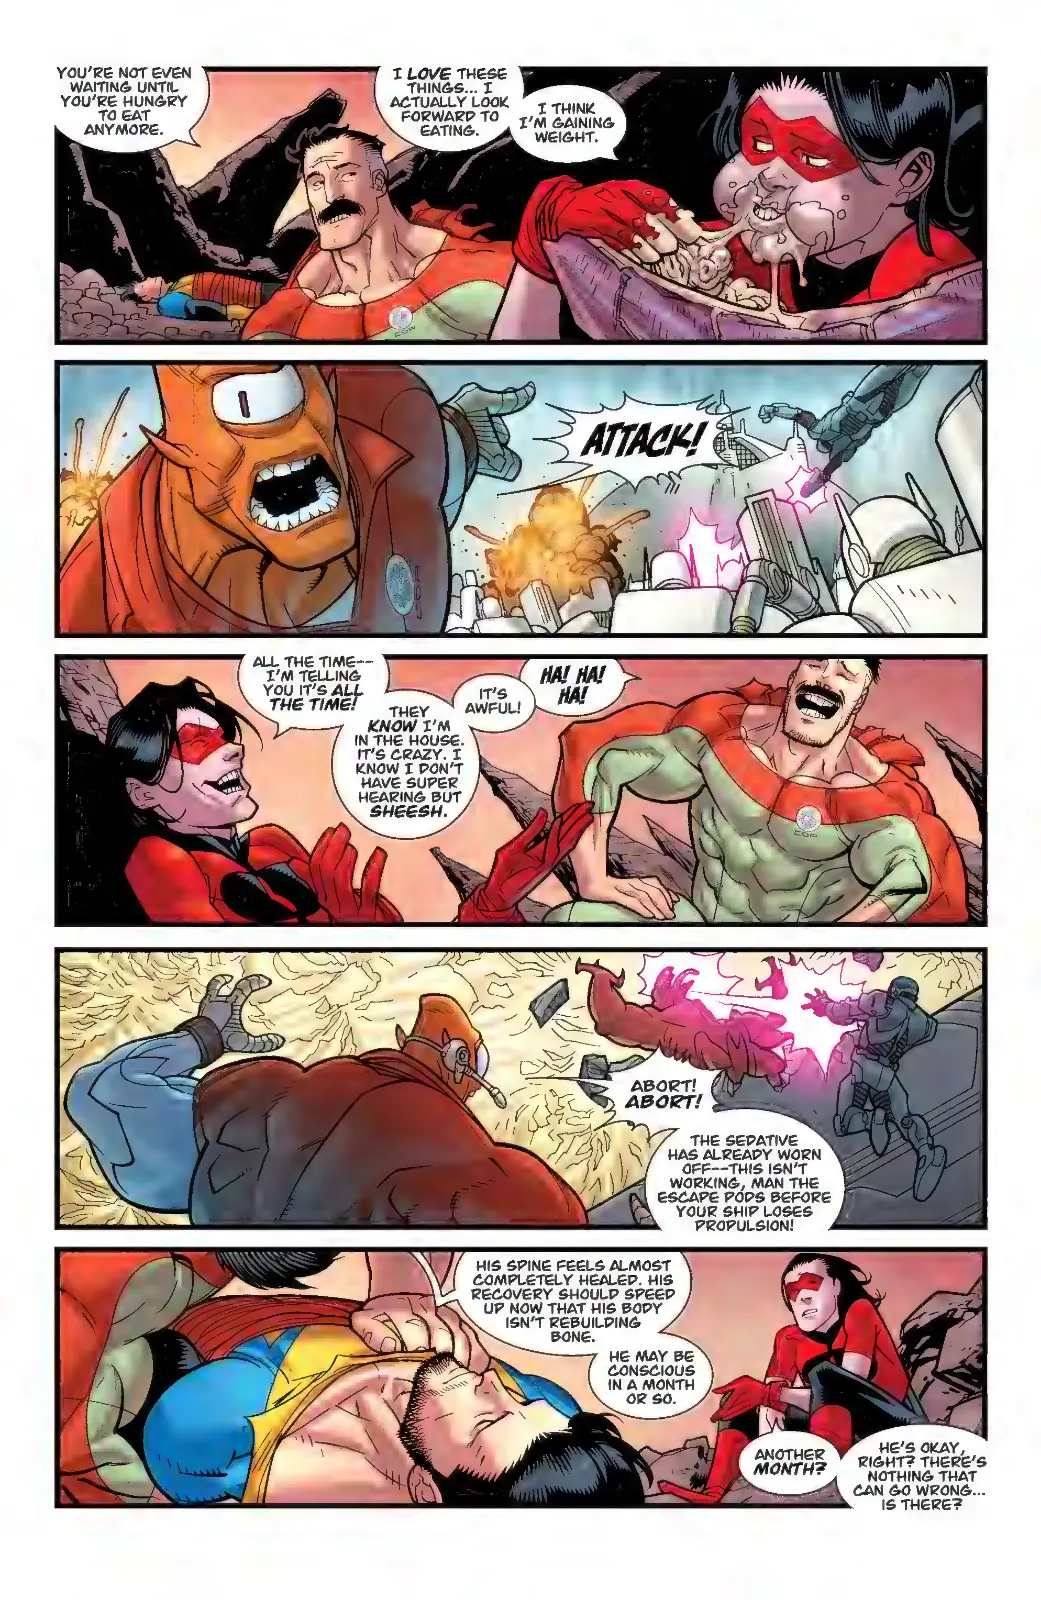 YOU'RE NOT EVEN
WAITING UNTIL
YOU'RE HUNGRY
TO EAT
ANYMORE.
I LOVE THESE
THINGS... I
ACTUALLY LOOK
FORWARD TO
EATING.
I THINK
I'M GAINING
WEIGHT.
ATTACK!
ALL THE TIME--
I'M TELLING
YOU IT'S ALL
THE TIME!
THEY
KNOW I'M
IN THE HOUSE.
IT'S CRAZY. I
KNOW I DON'T
HAVE SUPER
HEARING BUT
SHEESH.
IT'S
AWFUL!
HA! HA!
HA!
ABORT!
ABORT!
THE SEDATIVE
HAS ALREADY WORN
OFF--THIS ISN'T
WORKING, MAN THE
ESCAPE PODS BEFORE
YOUR SHIP LOSES
PROPULSION!
HIS SPINE FEELS ALMOST
COMPLETELY HEALED. HIS
RECOVERY SHOULD SPEED
UP NOW THAT HIS BODY
ISN'T REBUILDING
BONE.
HE MAY BE
CONSCIOUS
IN A MONTH
OR SO.
ANOTHER
MONTH?
HE'S OKAY,
RIGHT? THERE'S
NOTHING THAT
CAN GO WRONG...
IS THERE?